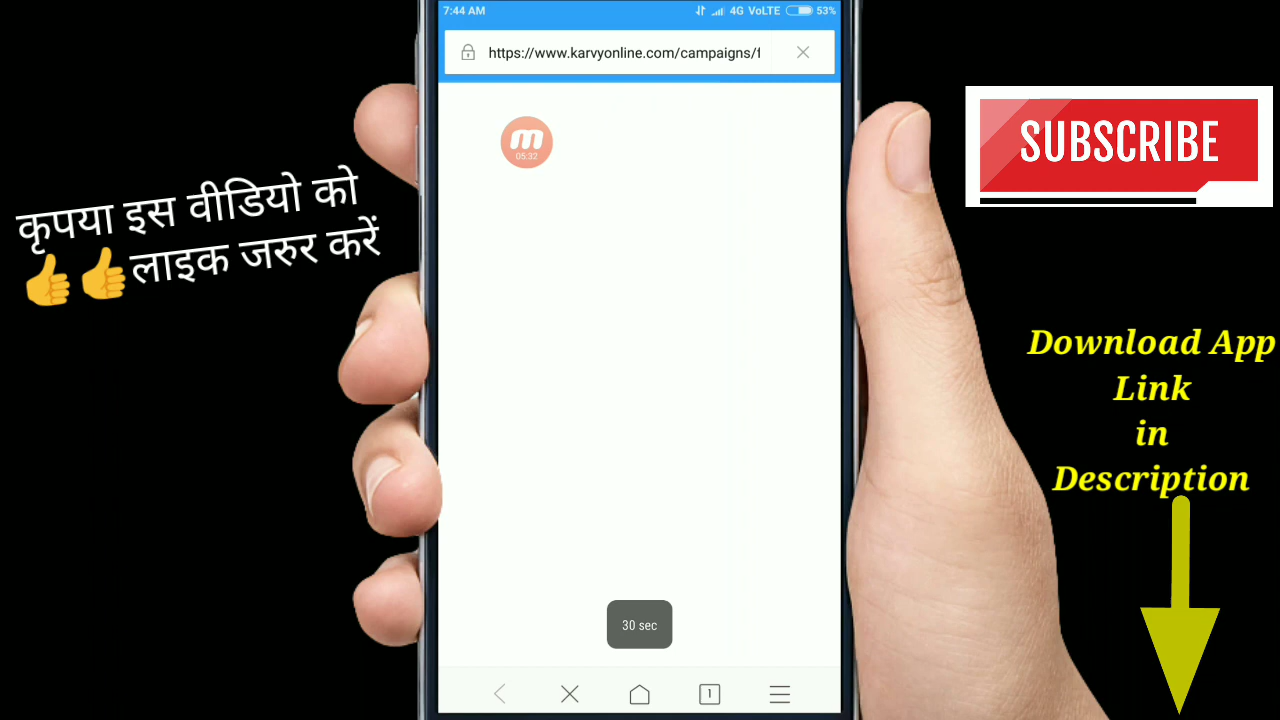 7:44 AM
4G VoLTE
53%
https://www.karvyonline.com/campaigns/f
m
05:32
कृपया इस वीडियो को
👍👍लाइक जरुर करें
SUBSCRIBE
Download App
Link
in
Description
30 sec
1